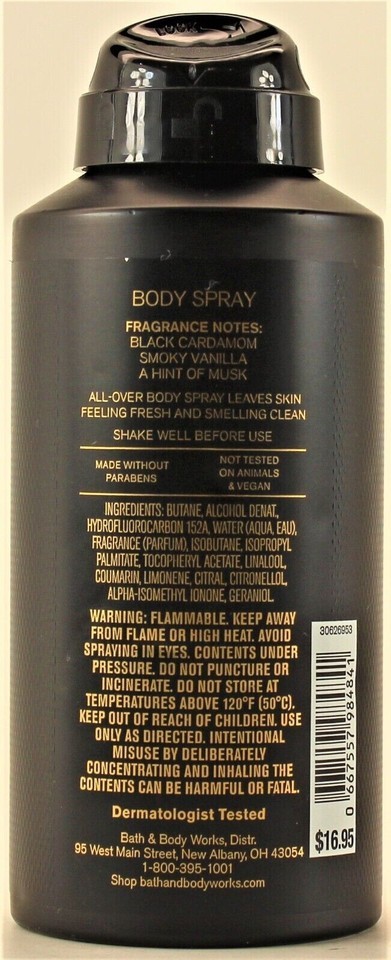 LOCK
BODY SPRAY
FRAGRANCE NOTES:
BLACK CARDAMOM
SMOKY VANILLA
A HINT OF MUSK
ALL-OVER BODY SPRAY LEAVES SKIN
FEELING FRESH AND SMELLING CLEAN
SHAKE WELL BEFORE USE
MADE WITHOUT
PARABENS
NOT TESTED
ON ANIMALS
& VEGAN
INGREDIENTS: BUTANE, ALCOHOL DENAT.,
HYDROFLUOROCARBON 152A, WATER (AQUA, EAU),
FRAGRANCE (PARFUM), ISOBUTANE, ISOPROPYL
PALMITATE, TOCOPHERYL ACETATE, LINALOOL,
COUMARIN, LIMONENE, CITRAL, CITRONELLOL,
ALPHA-ISOMETHYL IONONE, GERANIOL.
WARNING: FLAMMABLE. KEEP AWAY
FROM FLAME OR HIGH HEAT. AVOID
SPRAYING IN EYES. CONTENTS UNDER
PRESSURE. DO NOT PUNCTURE OR
INCINERATE. DO NOT STORE AT
TEMPERATURES ABOVE 120°F (50°C).
KEEP OUT OF REACH OF CHILDREN. USE
ONLY AS DIRECTED. INTENTIONAL
MISUSE BY DELIBERATELY
CONCENTRATING AND INHALING THE
CONTENTS CAN BE HARMFUL OR FATAL.
Dermatologist Tested
Bath & Body Works, Distr.
95 West Main Street, New Albany, OH 43054
1-800-395-1001
Shop bathandbodyworks.com
30626953
0 667557 984841
$16.95